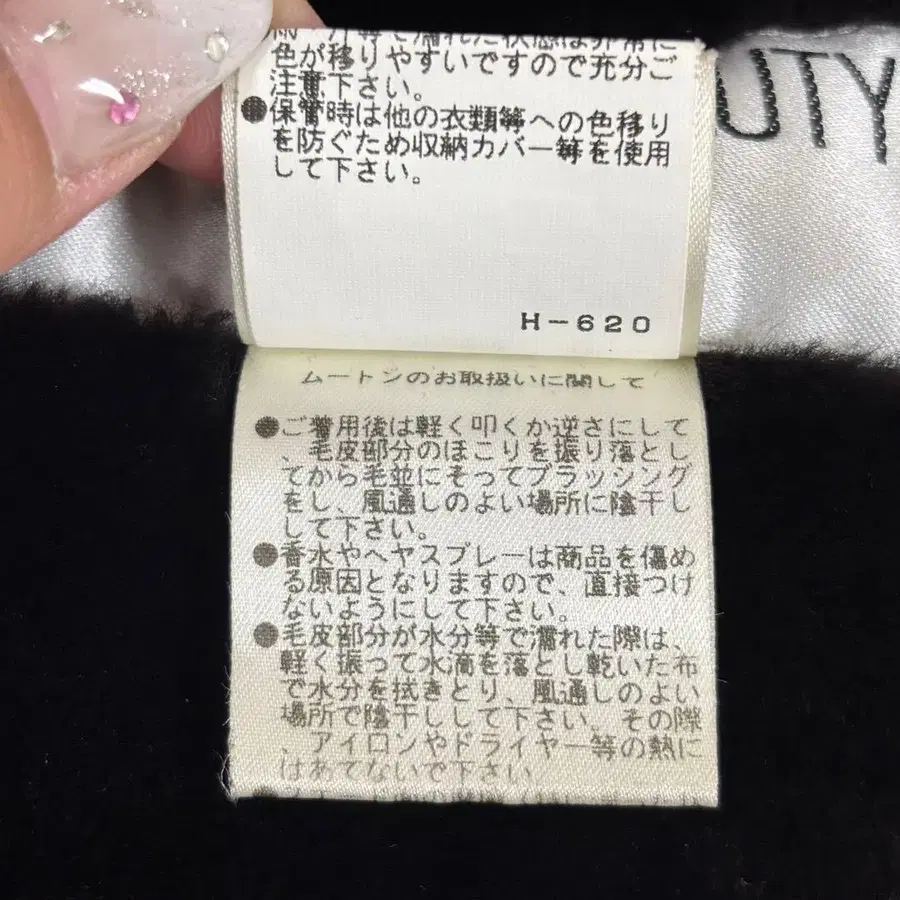 雨・汗等で濡れた状態は非常に
色が移りやすいですので充分ご
注意下さい。
●保管時は他の衣類等への色移り
を防ぐため収納カバー等を使用
して下さい。
UTY
H-620
ムートンのお取扱いに関して
●ご着用後は軽く叩くか逆さにして
、毛皮部分のほこりを振り落とし
てから毛並にそってブラッシング
をし、風通しのよい場所に陰干し
して下さい。
●香水やヘヤスプレーは商品を傷め
る原因となりますので、直接つけ
ないようにして下さい。
●毛皮部分が水分等で濡れた際は、
軽く振って水滴を落とし乾いた布
で水分を拭きとり、風通しのよい
場所で陰干しして下さい。その際
、アイロンやドライヤー等の熱に
はあてないで下さい